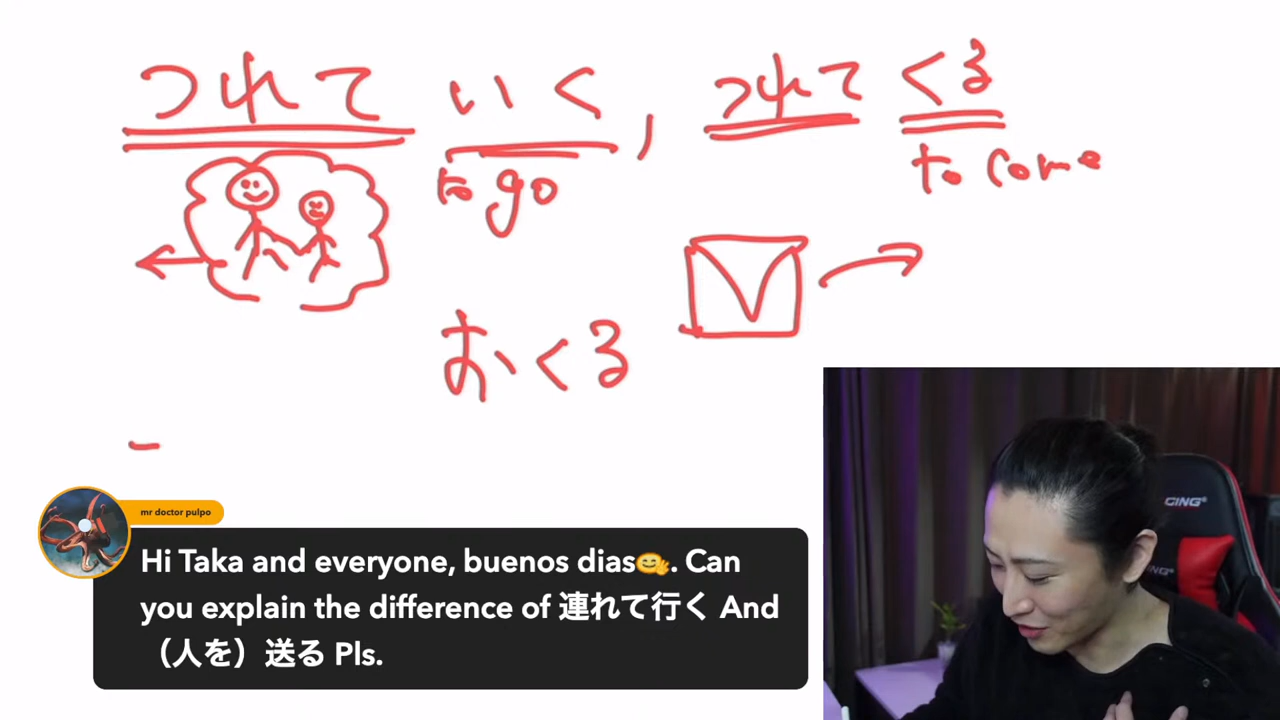 つれて いく, つれて くる
to go
to come
おくる
mr doctor pulpo
Hi Taka and everyone, buenos dias😊. Can
you explain the difference of 連れて行く And
（人を）送る Pls.
CING®
CING®